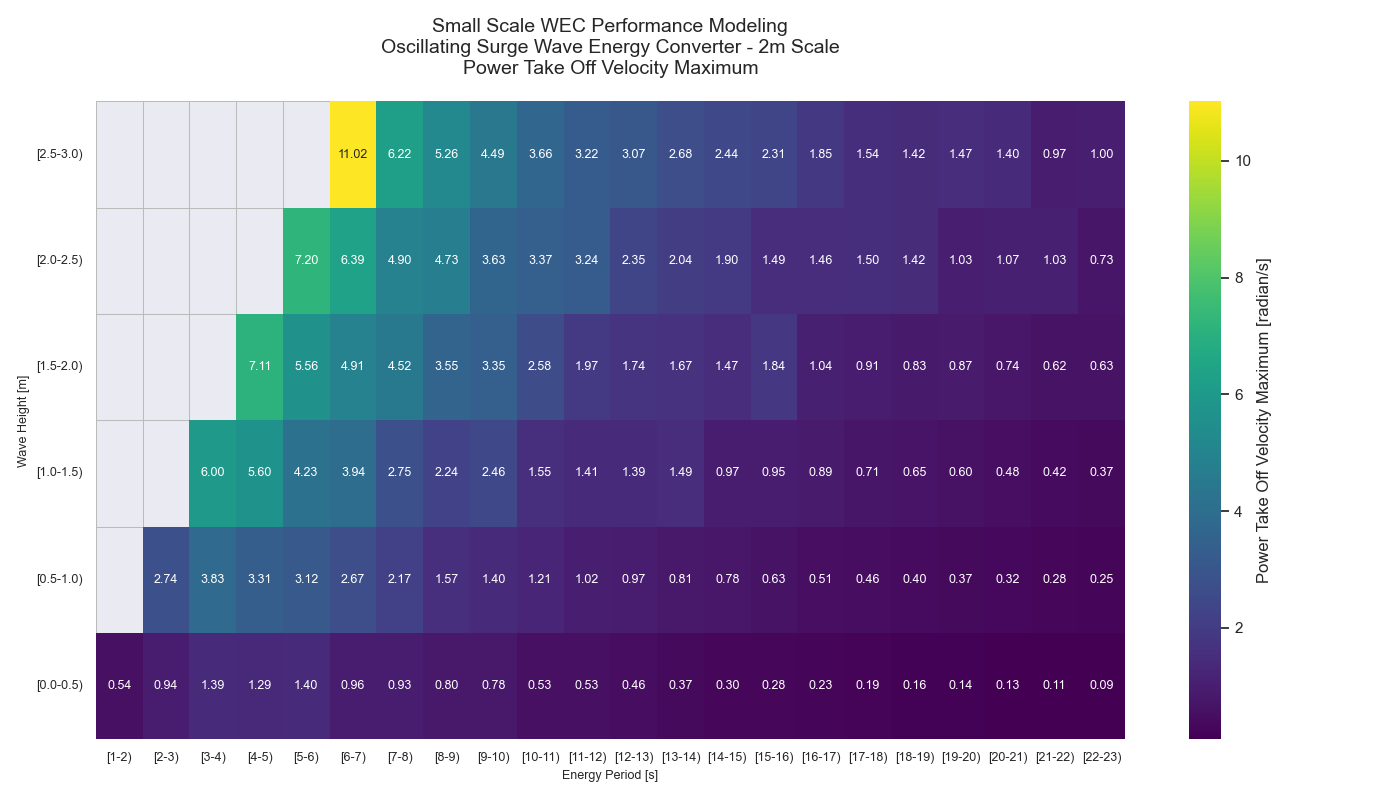 Small Scale WEC Performance Modeling
Oscillating Surge Wave Energy Converter - 2m Scale
Power Take Off Velocity Maximum
[2.5-3.0) 11.02 6.22 5.26 4.49 3.66 3.22 3.07 2.68 2.44 2.31 1.85 1.54 1.42 1.47 1.40 0.97 1.00
[2.0-2.5) 7.20 6.39 4.90 4.73 3.63 3.37 3.24 2.35 2.04 1.90 1.49 1.46 1.50 1.42 1.03 1.07 1.03 0.73
[1.5-2.0) 7.11 5.56 4.91 4.52 3.55 3.35 2.58 1.97 1.74 1.67 1.47 1.84 1.04 0.91 0.83 0.87 0.74 0.62 0.63
[1.0-1.5) 6.00 5.60 4.23 3.94 2.75 2.24 2.46 1.55 1.41 1.39 1.49 0.97 0.95 0.89 0.71 0.65 0.60 0.48 0.42 0.37
[0.5-1.0) 2.74 3.83 3.31 3.12 2.67 2.17 1.57 1.40 1.21 1.02 0.97 0.81 0.78 0.63 0.51 0.46 0.40 0.37 0.32 0.28 0.25
[0.0-0.5) 0.54 0.94 1.39 1.29 1.40 0.96 0.93 0.80 0.78 0.53 0.53 0.46 0.37 0.30 0.28 0.23 0.19 0.16 0.14 0.13 0.11 0.09
[1-2) [2-3) [3-4) [4-5) [5-6) [6-7) [7-8) [8-9) [9-10) [10-11) [11-12) [12-13) [13-14) [14-15) [15-16) [16-17) [17-18) [18-19) [19-20) [20-21) [21-22) [22-23)
Energy Period [s]
Wave Height [m]
10
8
6
4
2
Power Take Off Velocity Maximum [radian/s]